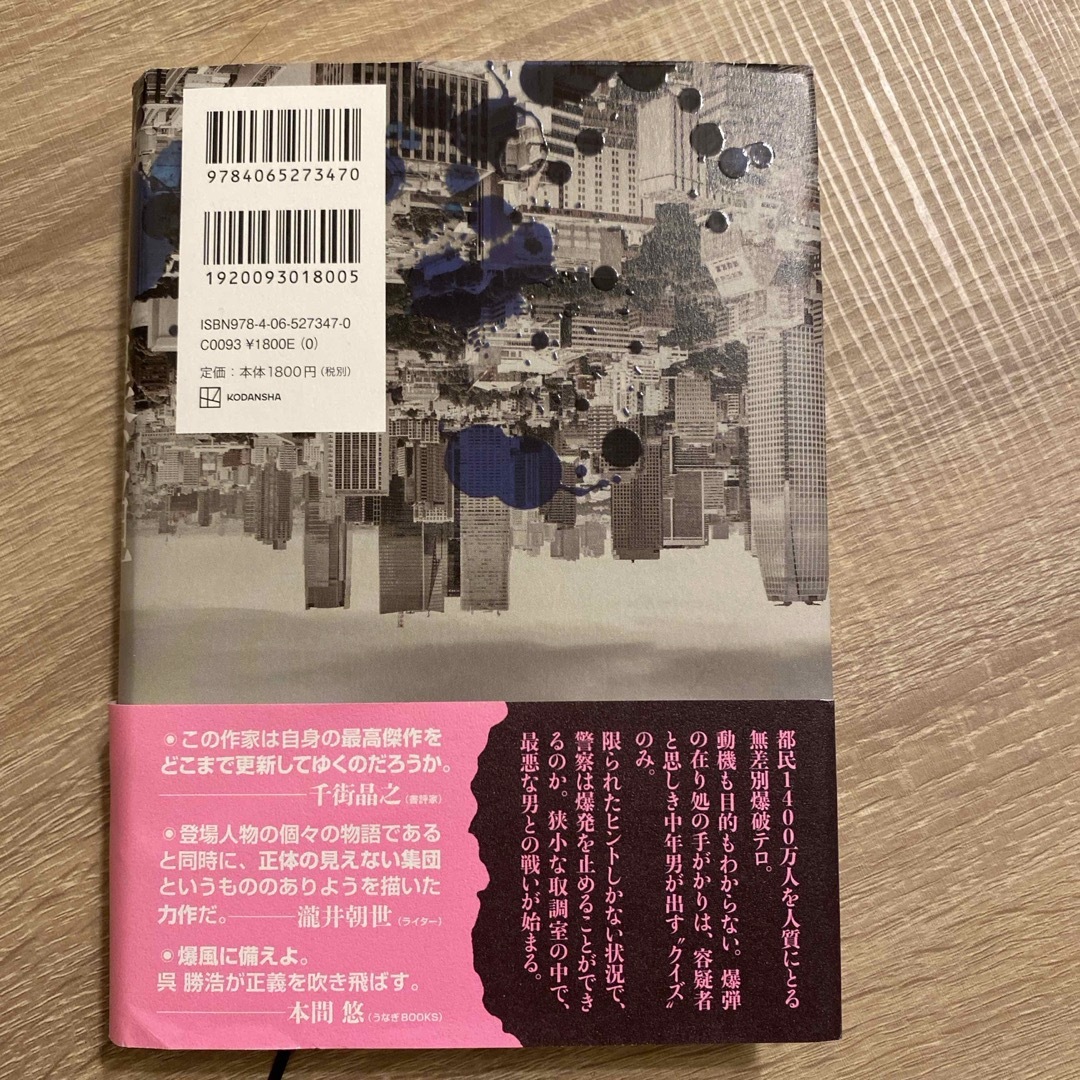 9784065273470
1920093018005
ISBN978-4-06-527347-0
C0093 ¥1800E (0)
定価：本体1800円（税別）
KODANSHA
都民1400万人を人質にとる
無差別爆破テロ。
動機も目的もわからない。爆弾
の在り処の手がかりは、容疑者
と思しき中年男が出す〝クイズ〟
のみ。
限られたヒントしかない状況で、
警察は爆発を止めることができ
るのか。狭小な取調室の中で、
最悪な男との戦いが始まる。
◉この作家は自身の最高傑作を
どこまで更新してゆくのだろうか。
———千街晶之（書評家）
◉登場人物の個々の物語である
と同時に、正体の見えない集団
というもののありようを描いた
力作だ。———瀧井朝世（ライター）
◉爆風に備えよ。
呉 勝浩が正義を吹き飛ばす。
———本間 悠（うなぎBOOKS）